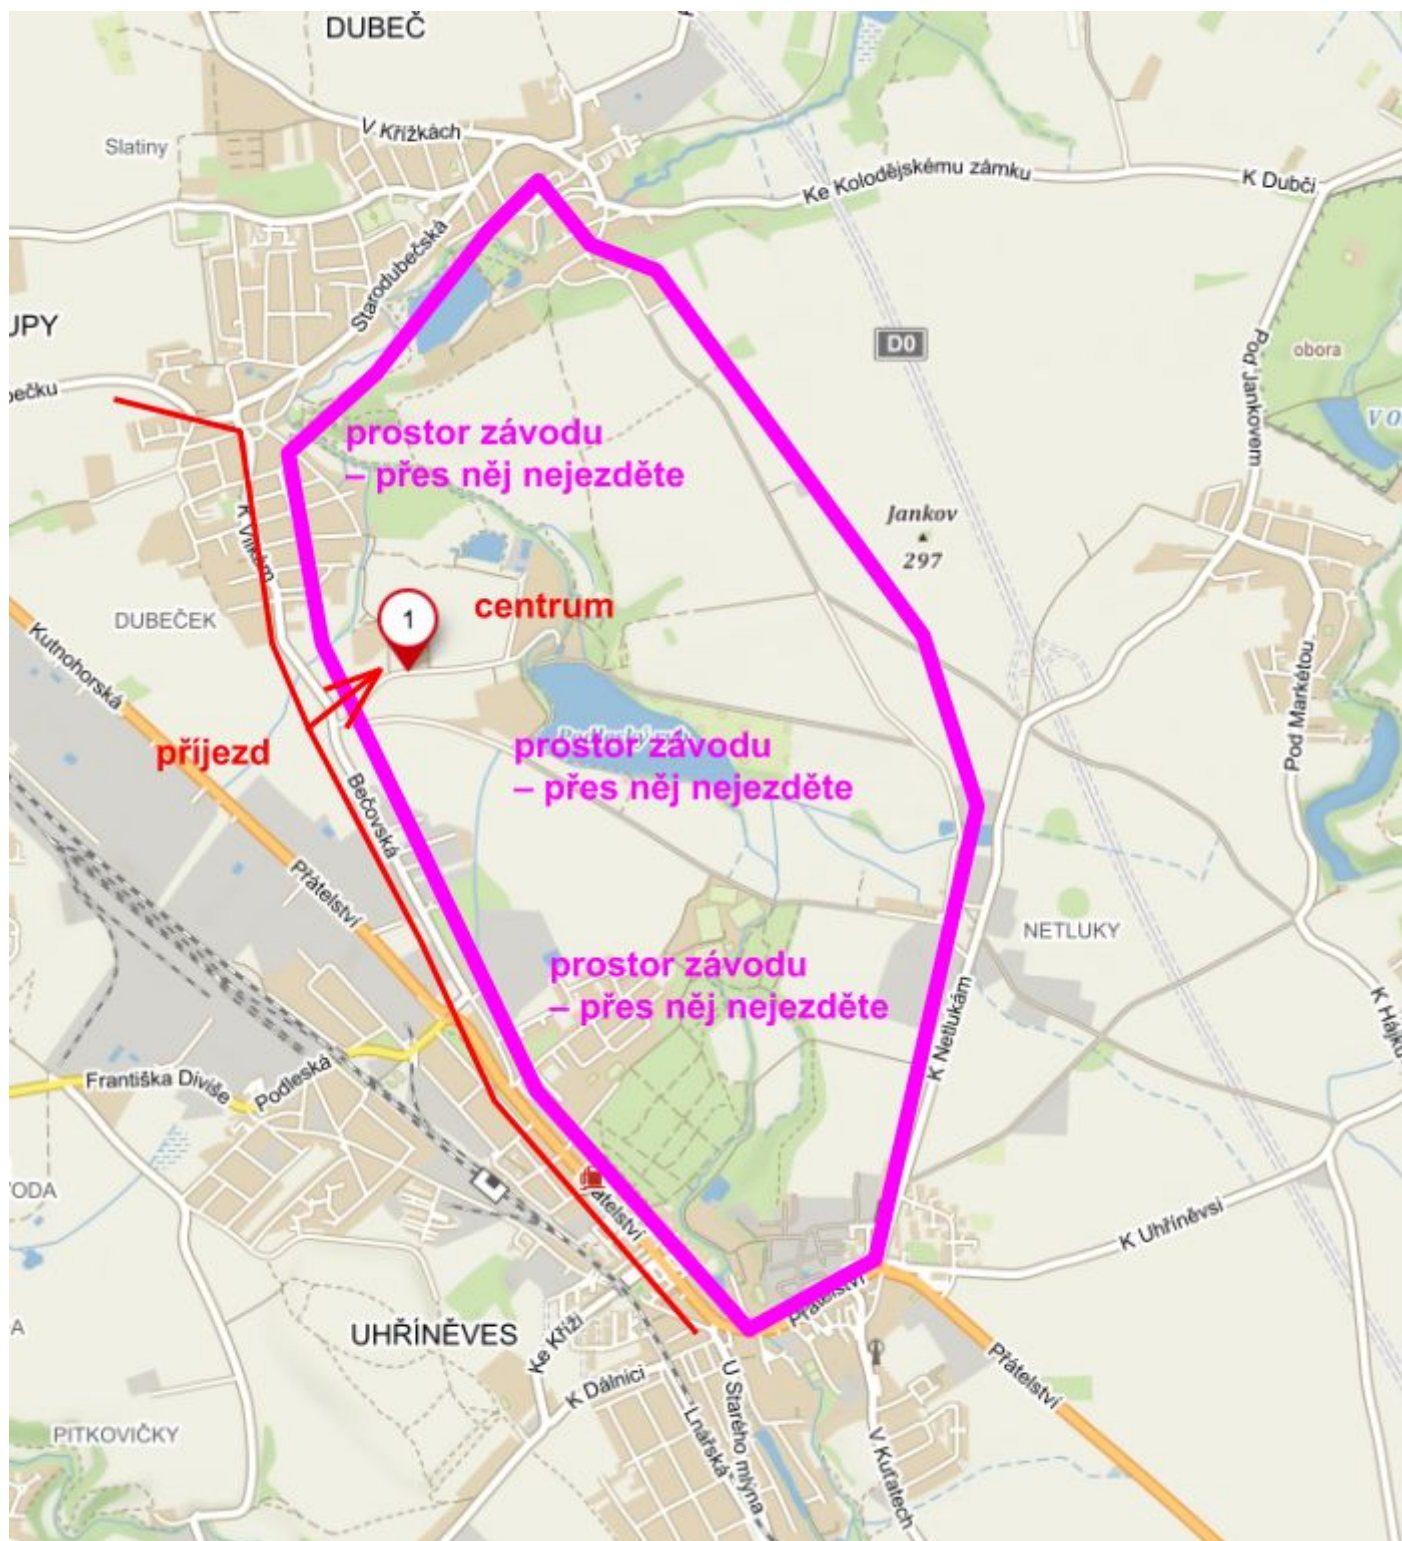 DUBEČ
V Křížkách
Slatiny
Ke Kolodějskému zámku
K Dubči
Starodubečská
UPY
ečku
D0
Pod Jankovem
obora
prostor závodu
– přes něj nejezděte
K Vilkám
Jankov
297
1
centrum
DUBEČEK
Kutnohorská
Pod Markétou
příjezd
prostor závodu
– přes něj nejezděte
Bečovská
Přátelství
NETLUKY
prostor závodu
– přes něj nejezděte
K Hájku
K Netlukám
Františka Diviše
Podleská
ODA
átelství
K Uhříněvsi
Přátelství
UHŘÍNĚVES
Ke Kříži
K Dálnici
U Starého mlýna
Lnářská
Přátelství
V Kuťatech
PITKOVIČKY
A